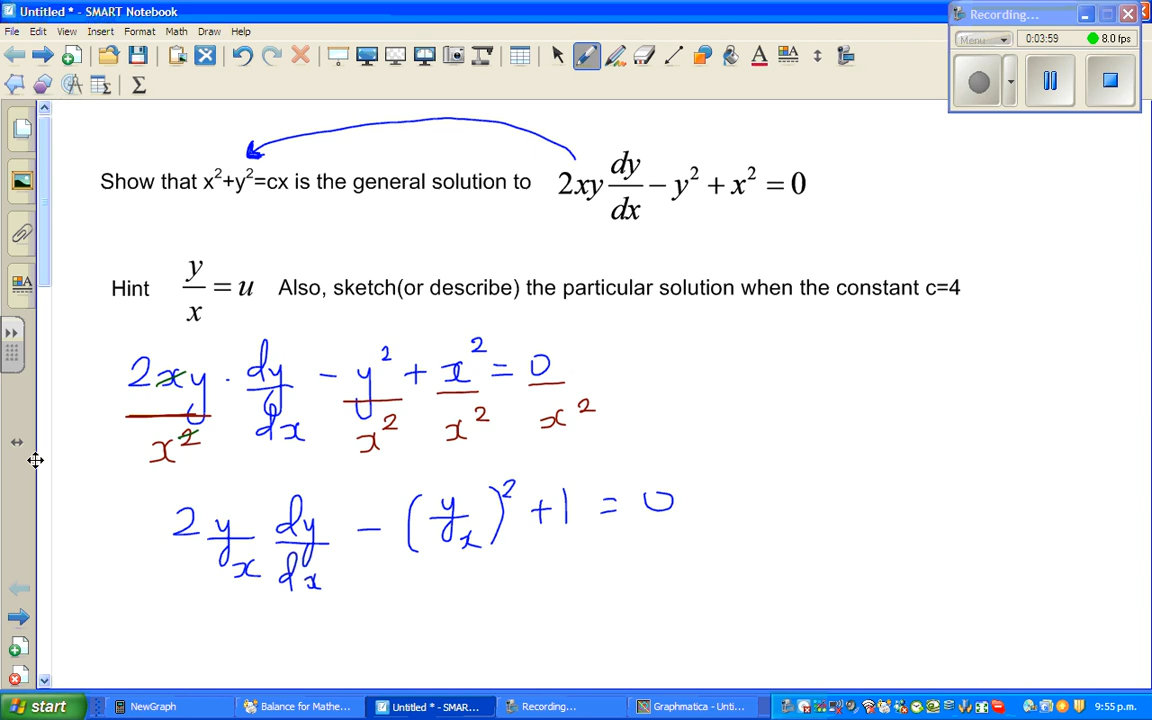 Untitled * - SMART Notebook
Recording...
File Edit View Insert Format Math Draw Help
Menu 0:03:59 8.0 fps
Show that x²+y²=cx is the general solution to 2xy dy/dx − y² + x² = 0
Hint y/x = u Also, sketch(or describe) the particular solution when the constant c=4
2xy/x² · dy/dx − y²/x² + x²/x² = 0/x²
2 y/x dy/dx − (y/x)² + 1 = 0
start NewGraph Balance for Mathe... Untitled * - SMAR... Recording... Graphmatica - Unti... 9:55 p.m.